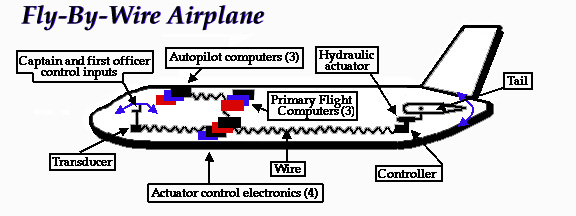 Fly-By-Wire Airplane
Autopilot computers (3)
Hydraulic
actuator
Captain and first officer
control inputs
Tail
Primary Flight
Computers (3)
Transducer
Wire
Controller
Actuator control electronics (4)